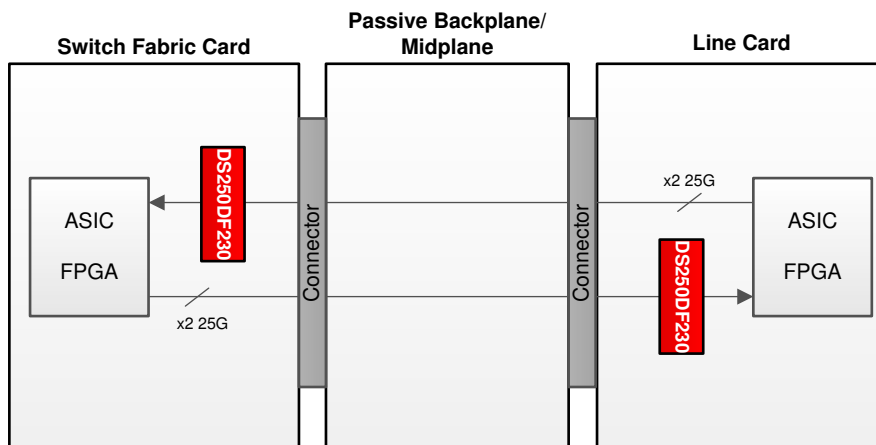 Passive Backplane/
Midplane
Switch Fabric Card
Line Card
DS250DF230
ASIC
FPGA
x2 25G
Connector
Connector
x2 25G
DS250DF230
ASIC
FPGA